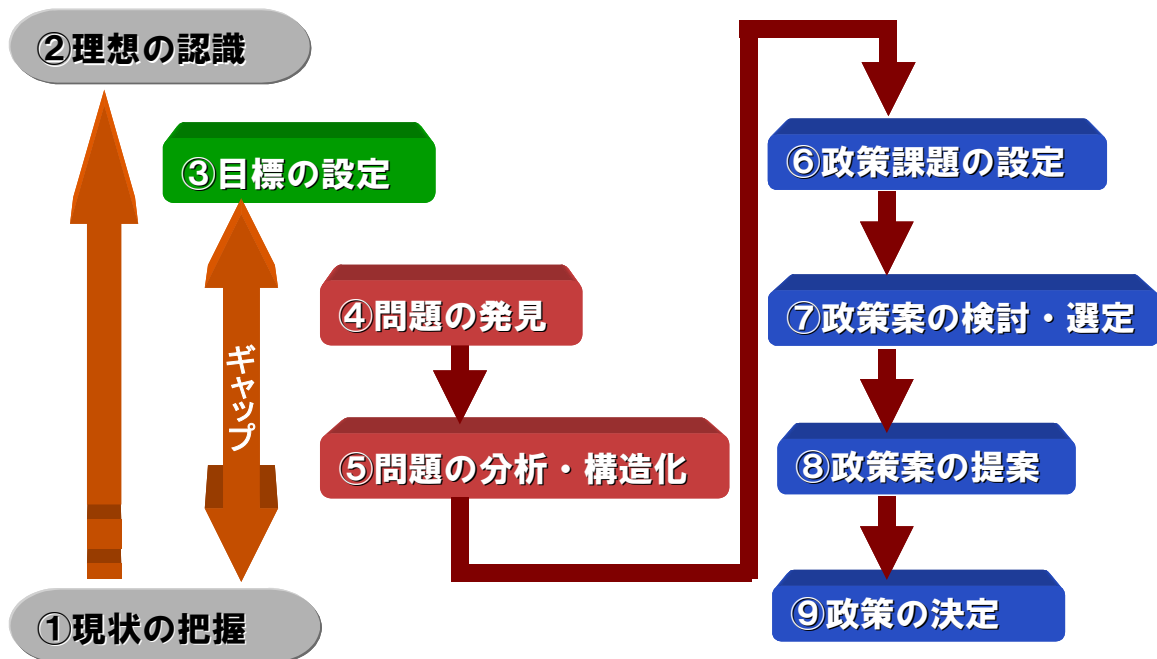 ②理想の認識
③目標の設定
ギャップ
①現状の把握
④問題の発見
⑤問題の分析・構造化
⑥政策課題の設定
⑦政策案の検討・選定
⑧政策案の提案
⑨政策の決定